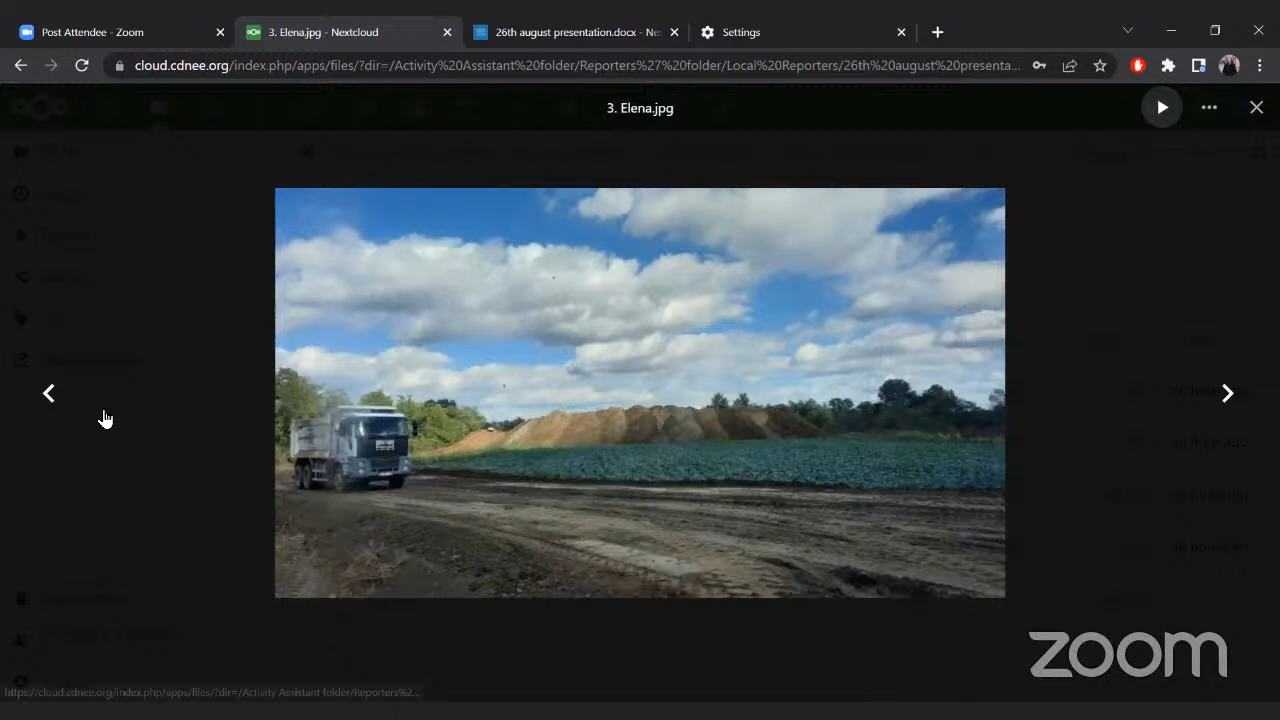 Post Attendee - Zoom
3. Elena.jpg - Nextcloud
26th august presentation.docx - Ne
Settings
cloud.cdnee.org/index.php/apps/files/?dir=/Activity%20Assistant%20folder/Reporters%27%20folder/Local%20Reporters/26th%20august%20presenta...
3. Elena.jpg
zoom
https://cloud.cdnee.org/index.php/apps/files/?dir=/Activity Assistant folder/Reporters%2...